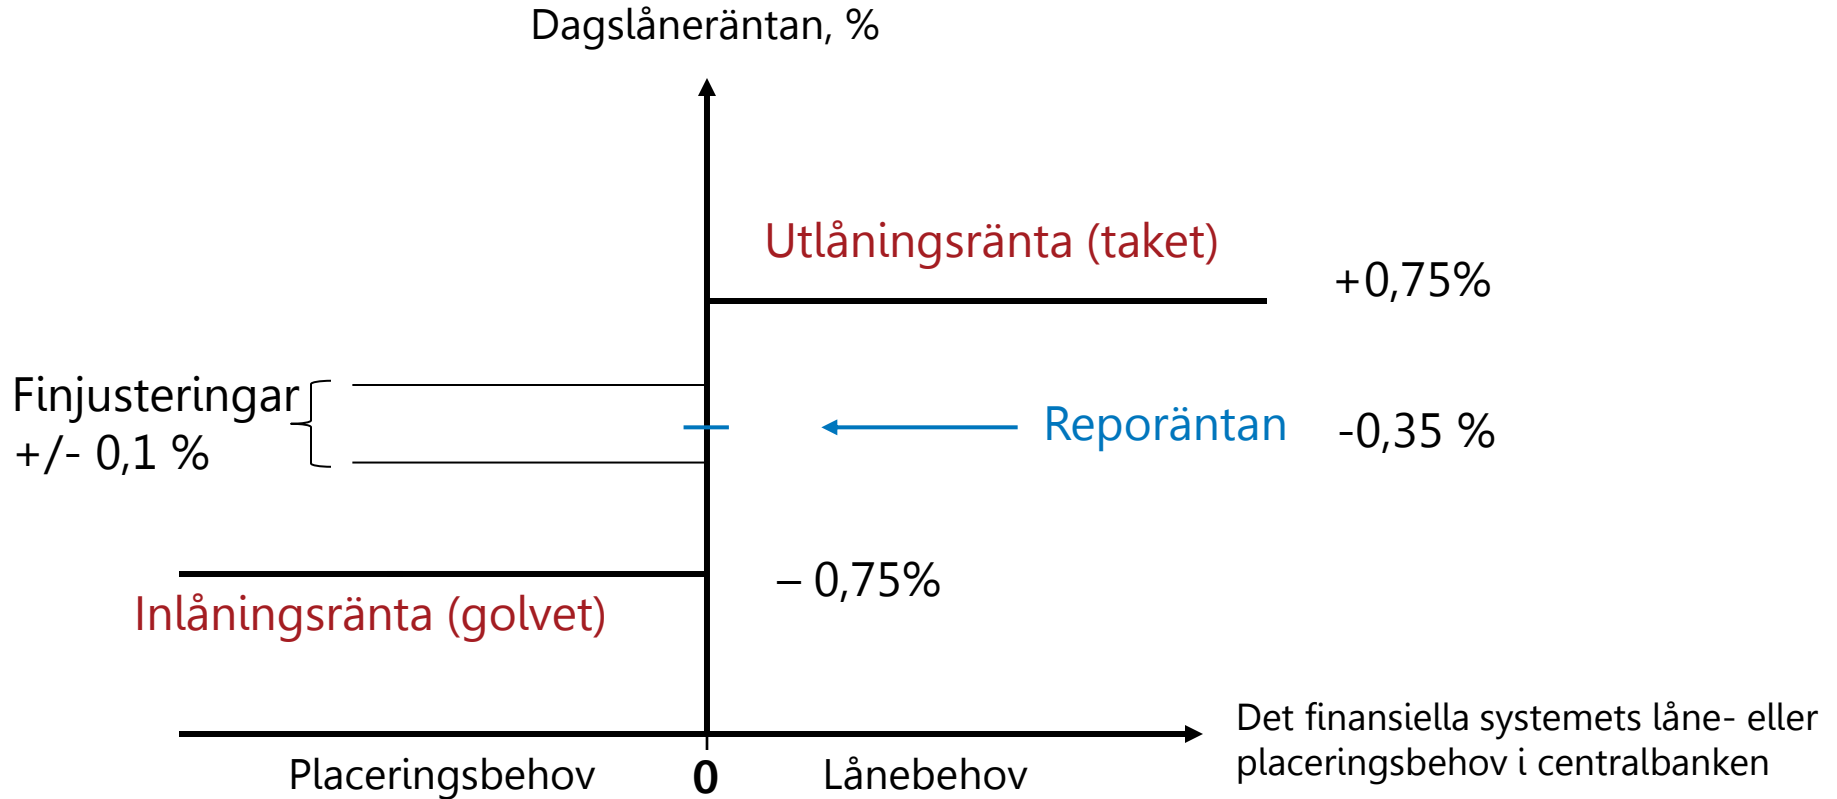 Dagslåneräntan, %
Utlåningsränta (taket)
+0,75%
Finjusteringar
+/- 0,1 %
Reporäntan
-0,35 %
– 0,75%
Inlåningsränta (golvet)
Det finansiella systemets låne- eller
placeringsbehov i centralbanken
Placeringsbehov
0
Lånebehov